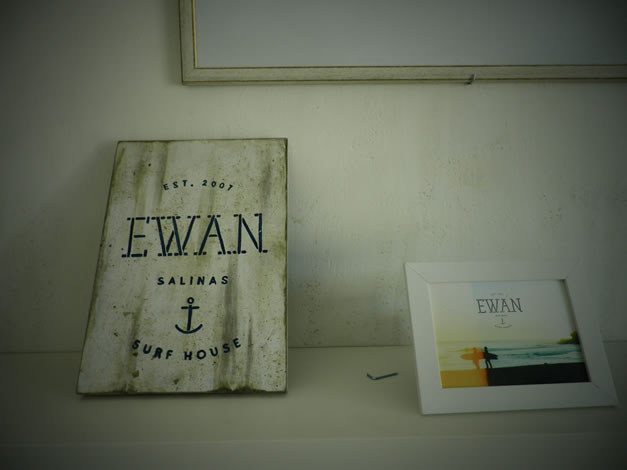 EST. 2007
EWAN
SALINAS
SURF HOUSE
EWAN